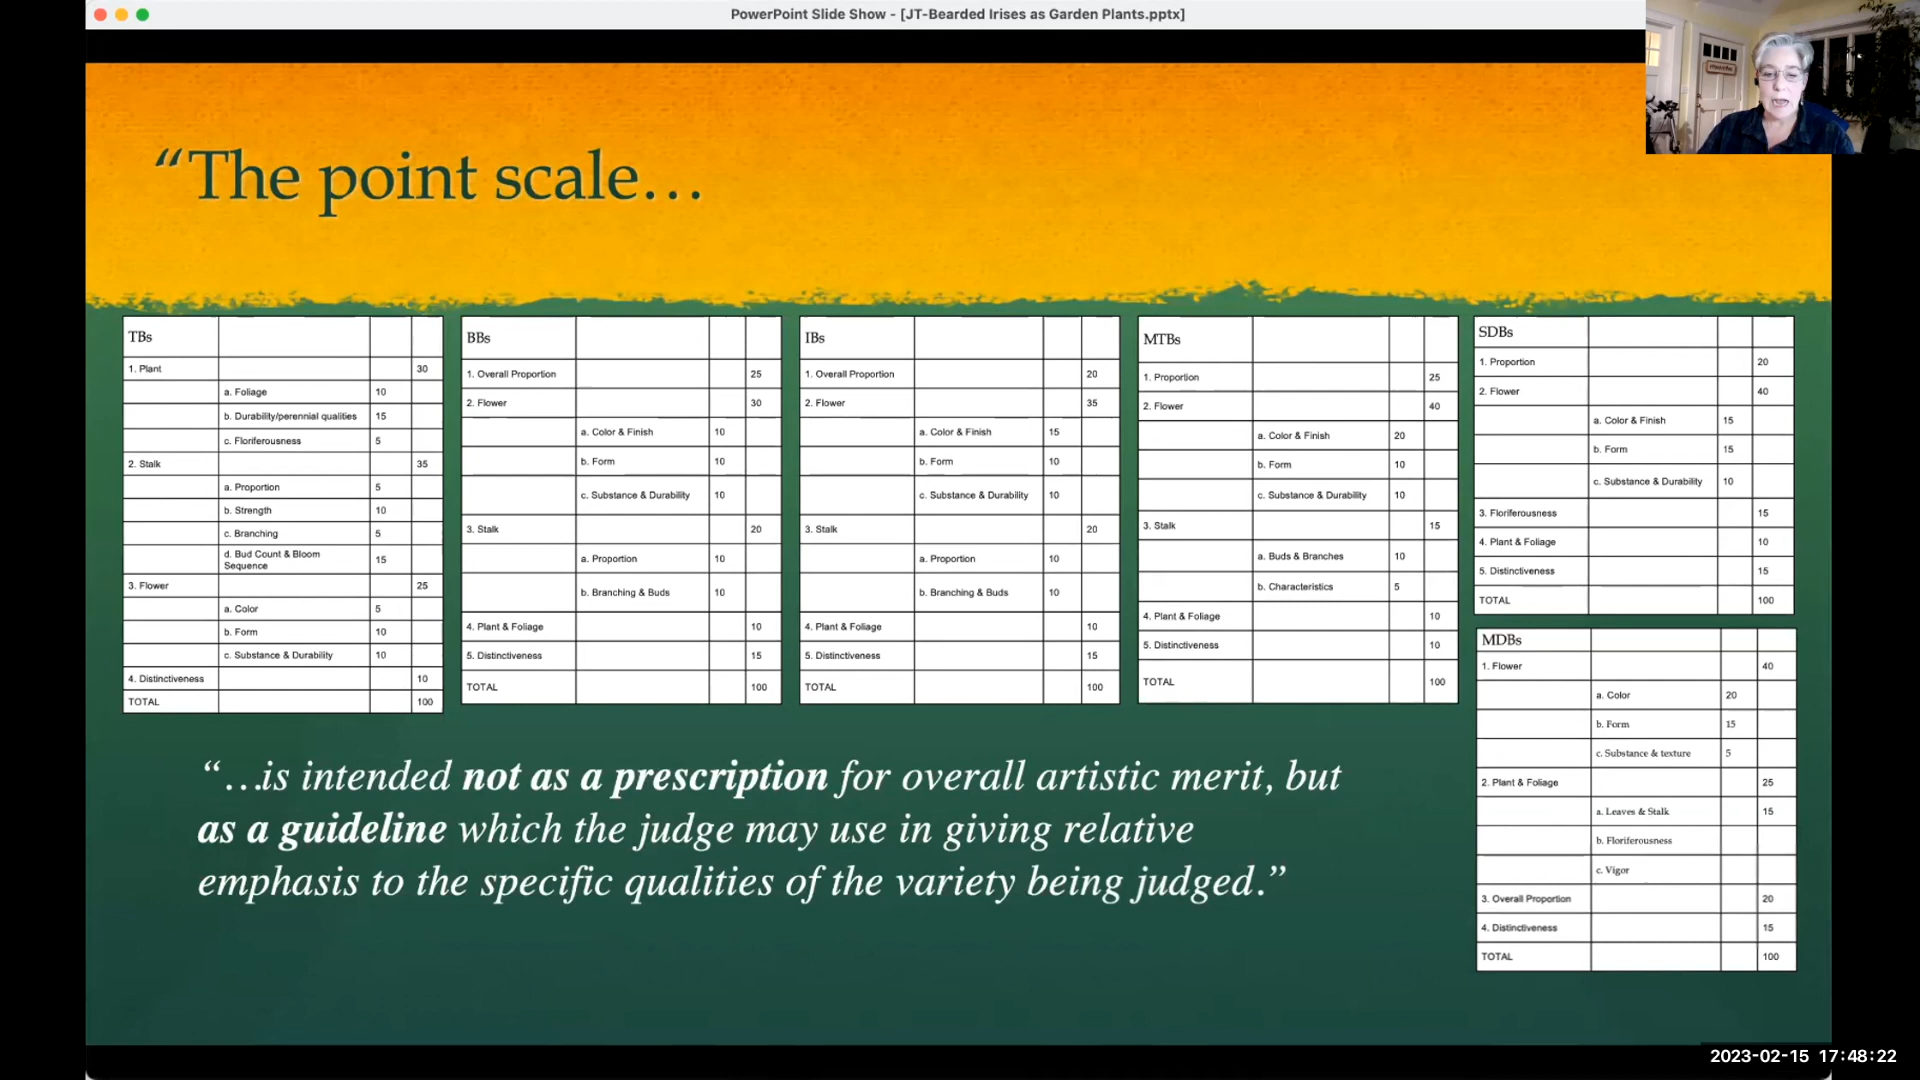 PowerPoint Slide Show - [JT-Bearded Irises as Garden Plants.pptx]
“The point scale…
TBs
1. Plant 30
a. Foliage 10
b. Durability/perennial qualities 15
c. Floriferousness 5
2. Stalk 35
a. Proportion 5
b. Strength 10
c. Branching 5
d. Bud Count & Bloom
Sequence 15
3. Flower 25
a. Color 5
b. Form 10
c. Substance & Durability 10
4. Distinctiveness 10
TOTAL 100
BBs
1. Overall Proportion 25
2. Flower 30
a. Color & Finish 10
b. Form 10
c. Substance & Durability 10
3. Stalk 20
a. Proportion 10
b. Branching & Buds 10
4. Plant & Foliage 10
5. Distinctiveness 15
TOTAL 100
IBs
1. Overall Proportion 20
2. Flower 35
a. Color & Finish 15
b. Form 10
c. Substance & Durability 10
3. Stalk 20
a. Proportion 10
b. Branching & Buds 10
4. Plant & Foliage 10
5. Distinctiveness 15
TOTAL 100
MTBs
1. Proportion 25
2. Flower 40
a. Color & Finish 20
b. Form 10
c. Substance & Durability 10
3. Stalk 15
a. Buds & Branches 10
b. Characteristics 5
4. Plant & Foliage 10
5. Distinctiveness 10
TOTAL 100
SDBs
1. Proportion 20
2. Flower 40
a. Color & Finish 15
b. Form 15
c. Substance & Durability 10
3. Floriferousness 15
4. Plant & Foliage 10
5. Distinctiveness 15
TOTAL 100
MDBs
1. Flower 40
a. Color 20
b. Form 15
c. Substance & texture 5
2. Plant & Foliage 25
a. Leaves & Stalk 15
b. Floriferousness
c. Vigor
3. Overall Proportion 20
4. Distinctiveness 15
TOTAL 100
“…is intended not as a prescription for overall artistic merit, but
as a guideline which the judge may use in giving relative
emphasis to the specific qualities of the variety being judged.”
2023-02-15 17:48:22